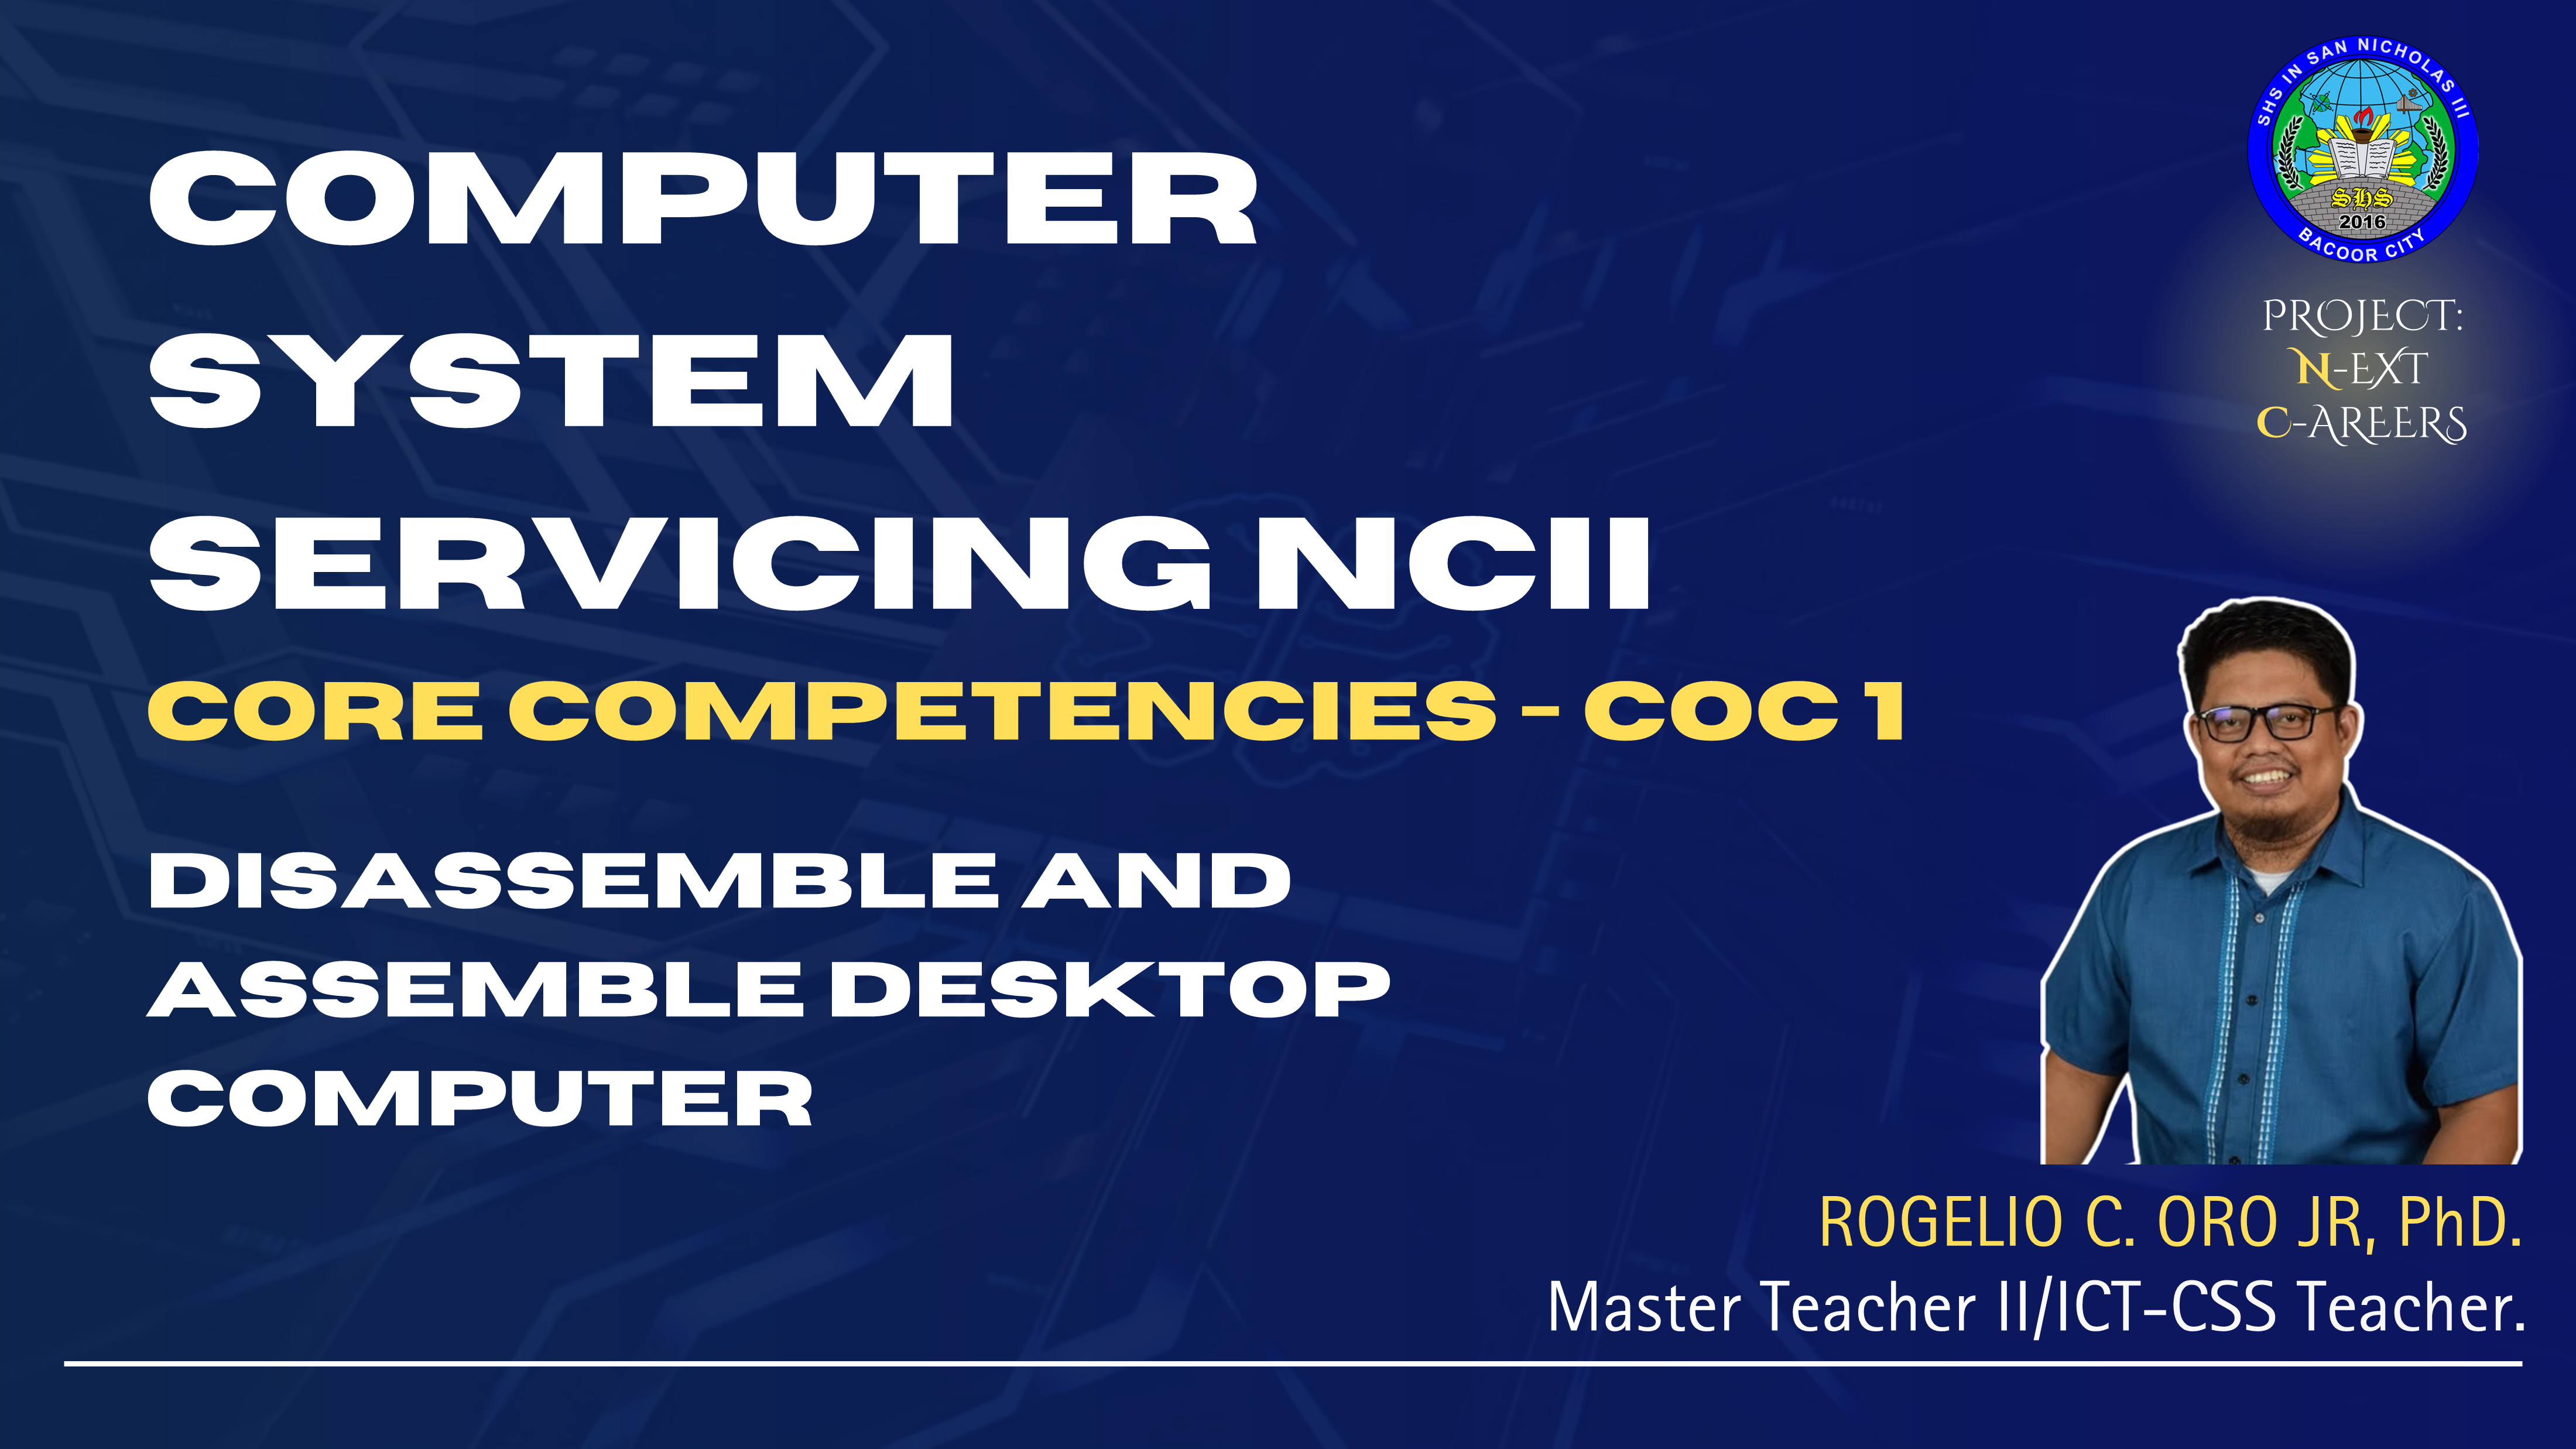 COMPUTER
SYSTEM
SERVICING NCII
CORE COMPETENCIES - COC 1
DISASSEMBLE AND
ASSEMBLE DESKTOP
COMPUTER
SHS IN SAN NICHOLAS III
SHS
2016
BACOOR CITY
PROJECT:
N-EXT
C-AREERS
ROGELIO C. ORO JR, PhD.
Master Teacher II/ICT-CSS Teacher.